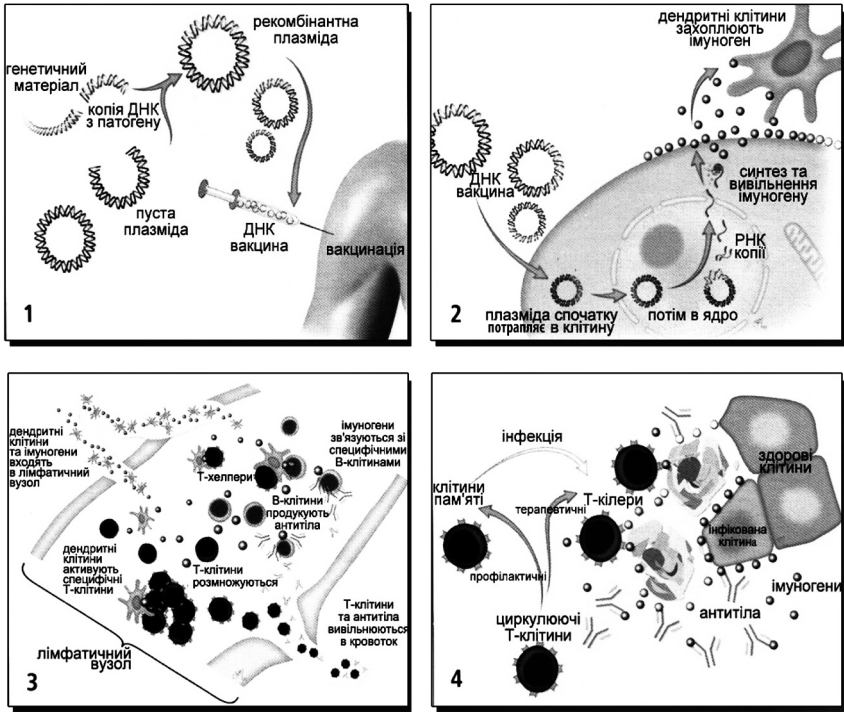 рекомбінантна
плазміда
генетичний
матеріал
копія ДНК
з патогену
пуста
плазміда
ДНК
вакцина
вакцинація
1
дендритні клітини
захоплюють
імуноген
ДНК
вакцина
синтез та
вивільнення
імуногену
РНК
копії
плазміда спочатку
потрапляє в клітину
потім в ядро
2
дендритні
клітини
та імуногени
входять
в лімфатичний
вузол
імуногени
зв'язуються зі
специфічними
В-клітинами
Т-хелпери
В-клітини
продукують
антитіла
дендритні
клітини
активують
специфічні
Т-клітини
Т-клітини
розмножуються
Т-клітини
та антитіла
вивільнюються
в кровоток
лімфатичний
вузол
3
інфекція
здорові
клітини
клітини
пам'яті
терапевтичні
Т-кілери
інфікована
клітина
профілактичні
імуногени
антитіла
циркулюючі
Т-клітини
4